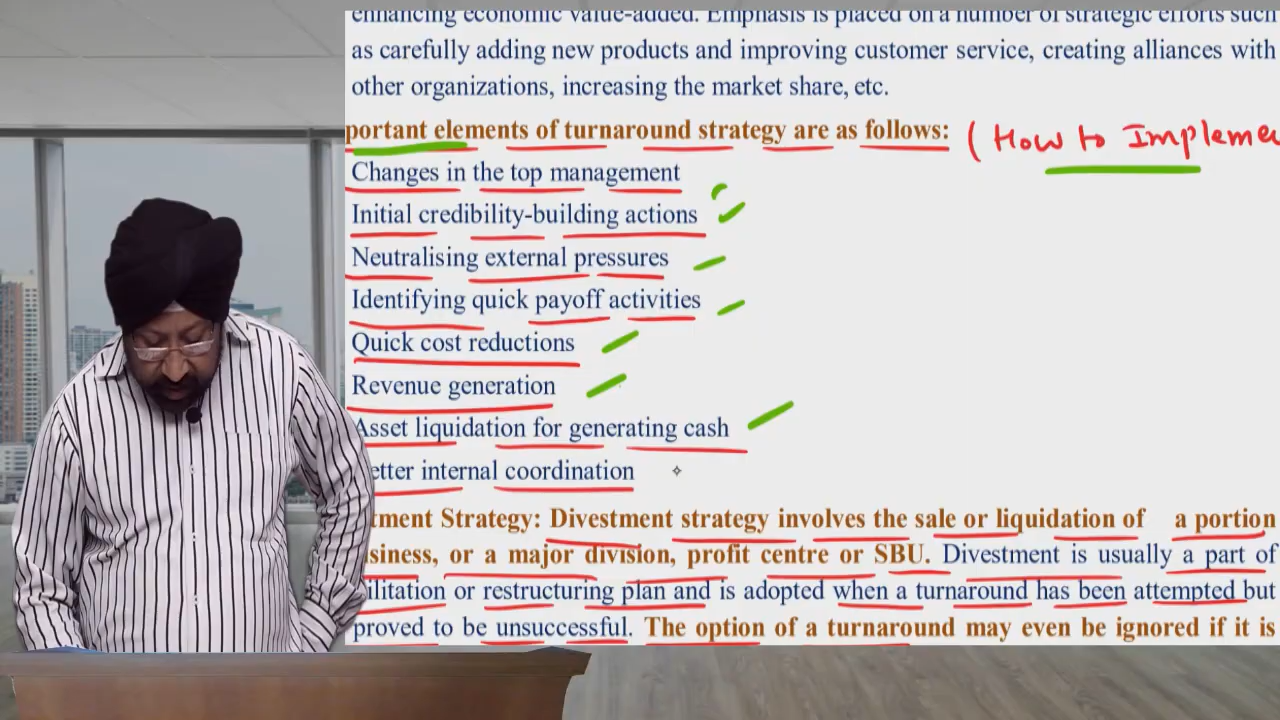 enhancing economic value-added. Emphasis is placed on a number of strategic efforts such
as carefully adding new products and improving customer service, creating alliances with
other organizations, increasing the market share, etc.
portant elements of turnaround strategy are as follows: ( How to Impleme
Changes in the top management
Initial credibility-building actions
Neutralising external pressures
Identifying quick payoff activities
Quick cost reductions
Revenue generation
Asset liquidation for generating cash
etter internal coordination
tment Strategy: Divestment strategy involves the sale or liquidation of a portion
siness, or a major division, profit centre or SBU. Divestment is usually a part of
ilitation or restructuring plan and is adopted when a turnaround has been attempted but
proved to be unsuccessful. The option of a turnaround may even be ignored if it is